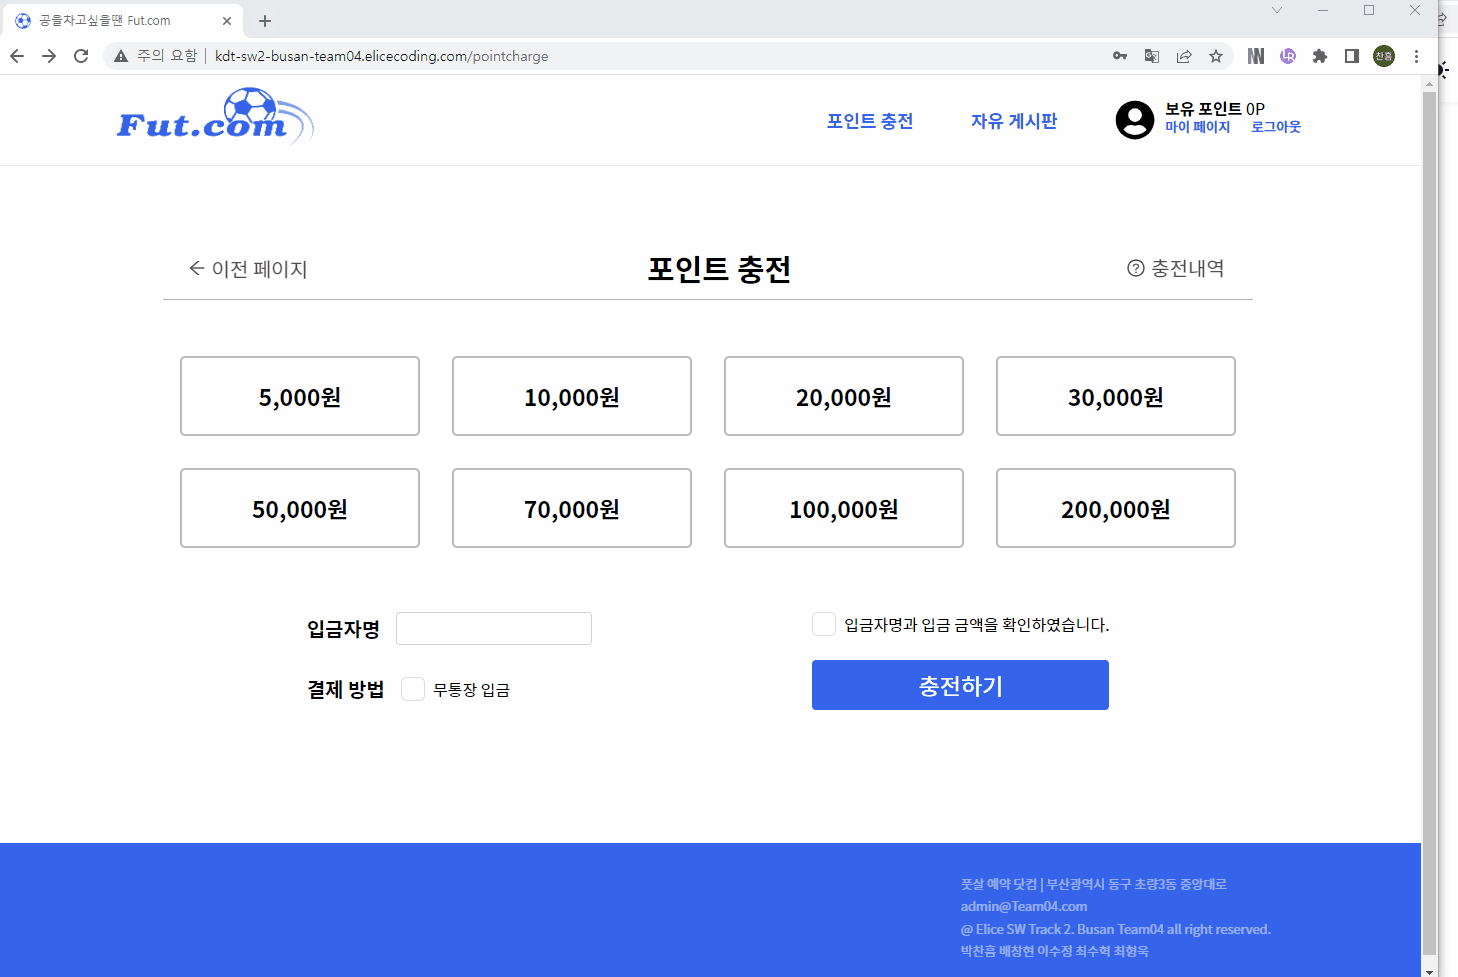 공을차고싶을땐 Fut.com
주의 요함 | kdt-sw2-busan-team04.elicecoding.com/pointcharge
찬흠
Fut.com
포인트 충전
자유 게시판
보유 포인트 0P
마이 페이지 로그아웃
이전 페이지
포인트 충전
충전내역
5,000원
10,000원
20,000원
30,000원
50,000원
70,000원
100,000원
200,000원
입금자명
입금자명과 입금 금액을 확인하였습니다.
결제 방법 무통장 입금
충전하기
풋살 예약 닷컴 | 부산광역시 동구 초량3동 중앙대로
admin@Team04.com
@ Elice SW Track 2. Busan Team04 all right reserved.
박찬흠 배창현 이수정 최수혁 최형욱